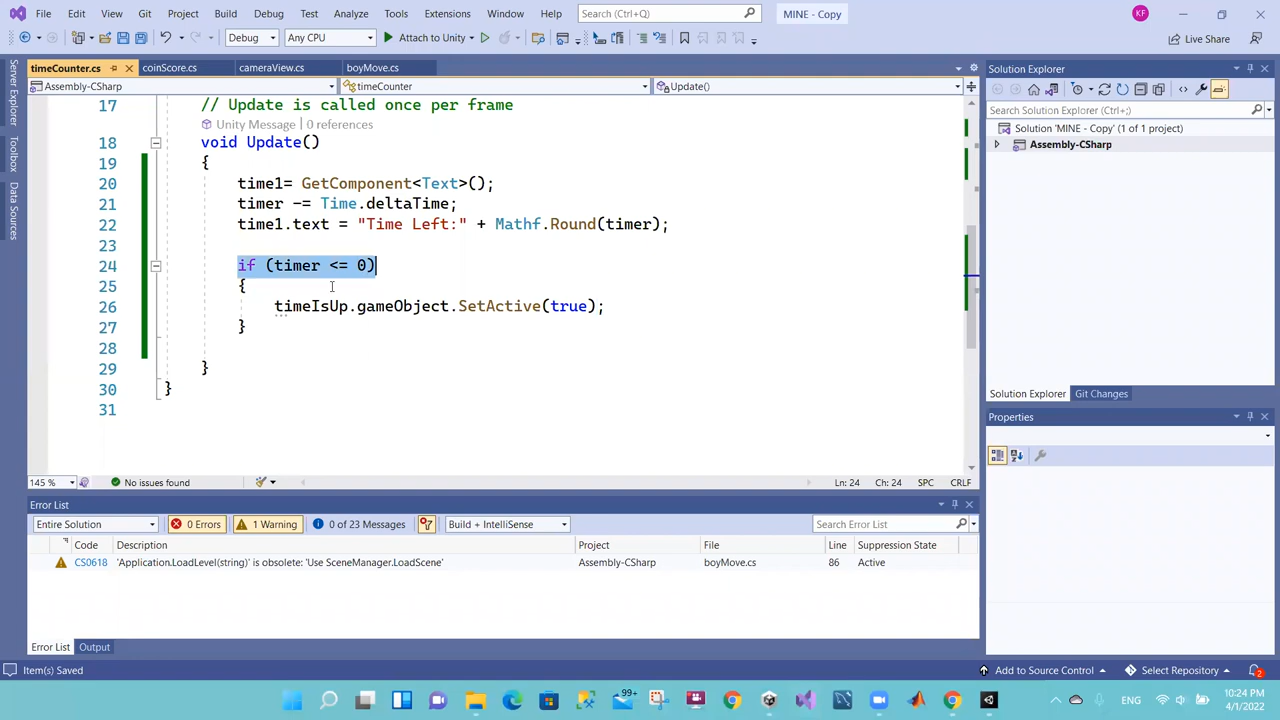 File Edit View Git Project Build Debug Test Analyze Tools Extensions Window Help Search (Ctrl+Q) MINE - Copy KF
Debug Any CPU Attach to Unity Live Share
timeCounter.cs coinScore.cs cameraView.cs boyMove.cs
Assembly-CSharp timeCounter Update()
Server Explorer
Toolbox
Data Sources
17 // Update is called once per frame
Unity Message | 0 references
18 void Update()
19 {
20 time1= GetComponent<Text>();
21 timer -= Time.deltaTime;
22 time1.text = "Time Left:" + Mathf.Round(timer);
23
24 if (timer <= 0)
25 {
26 timeIsUp.gameObject.SetActive(true);
27 }
28
29 }
30 }
31
145 % No issues found Ln: 24 Ch: 24 SPC CRLF
Solution Explorer
Search Solution Explorer (Ctrl+;)
Solution 'MINE - Copy' (1 of 1 project)
Assembly-CSharp
Solution Explorer Git Changes
Properties
Error List
Entire Solution 0 Errors 1 Warning 0 of 23 Messages Build + IntelliSense Search Error List
Code Description Project File Line Suppression State
CS0618 'Application.LoadLevel(string)' is obsolete: 'Use SceneManager.LoadScene' Assembly-CSharp boyMove.cs 86 Active
Error List Output
Item(s) Saved Add to Source Control Select Repository 2
99+ ENG 10:24 PM
4/1/2022